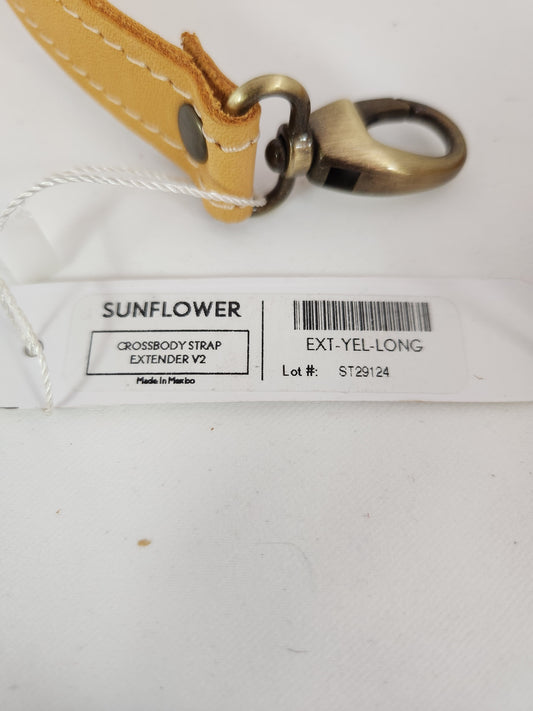 SUNFLOWER
CROSSBODY STRAP
EXTENDER V2
Made in Mexico
EXT-YEL-LONG
Lot #: ST29124